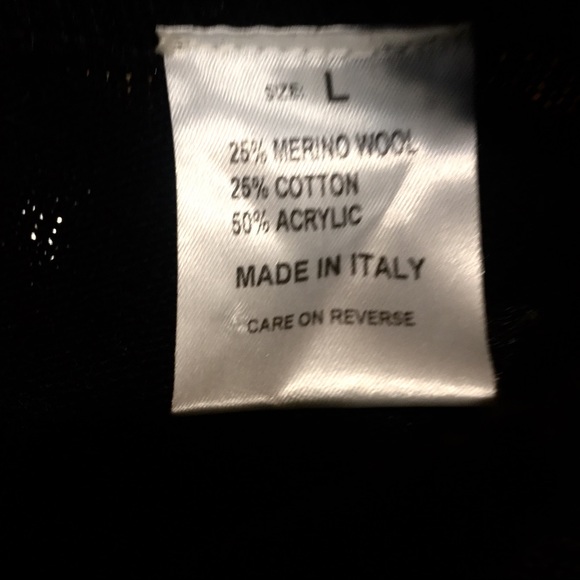 SIZE: L
25% MERINO WOOL
25% COTTON
50% ACRYLIC
MADE IN ITALY
CARE ON REVERSE